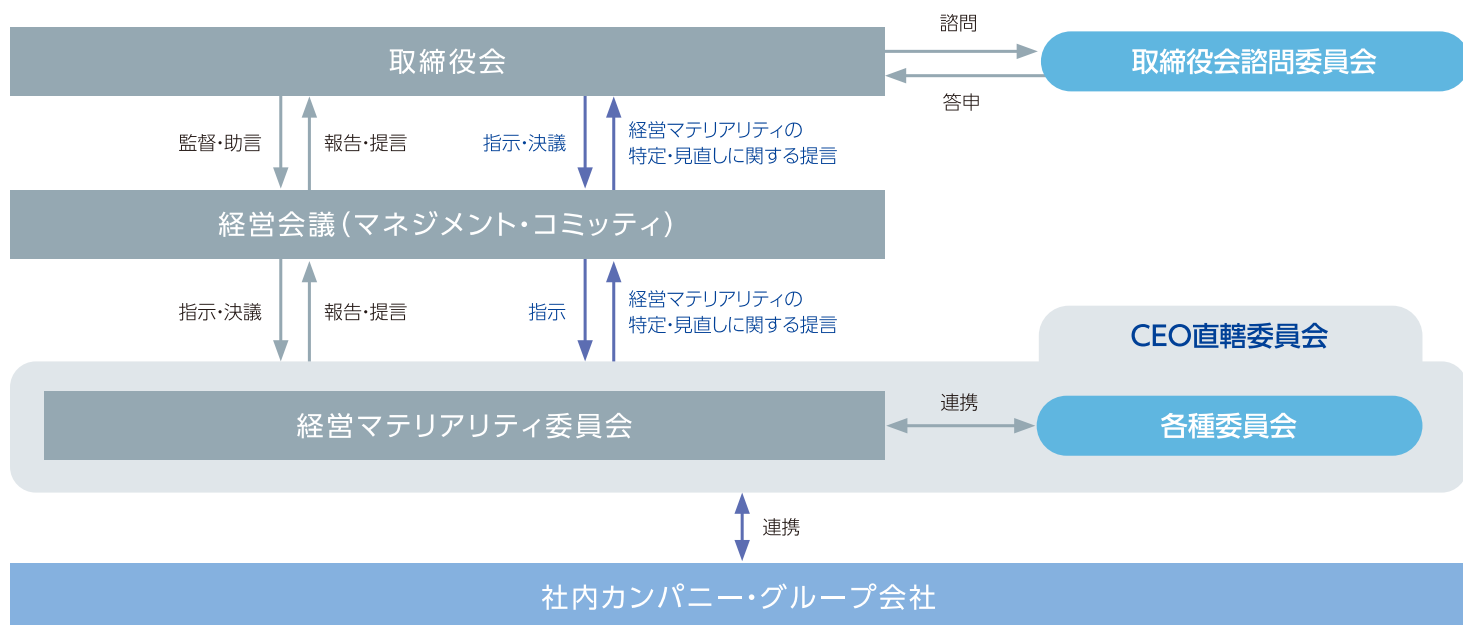 諮問
取締役会
取締役会諮問委員会
答申
監督・助言
報告・提言
指示・決議
経営マテリアリティの
特定・見直しに関する提言
経営会議（マネジメント・コミッティ）
指示・決議
報告・提言
指示
経営マテリアリティの
特定・見直しに関する提言
CEO直轄委員会
経営マテリアリティ委員会
連携
各種委員会
連携
社内カンパニー・グループ会社